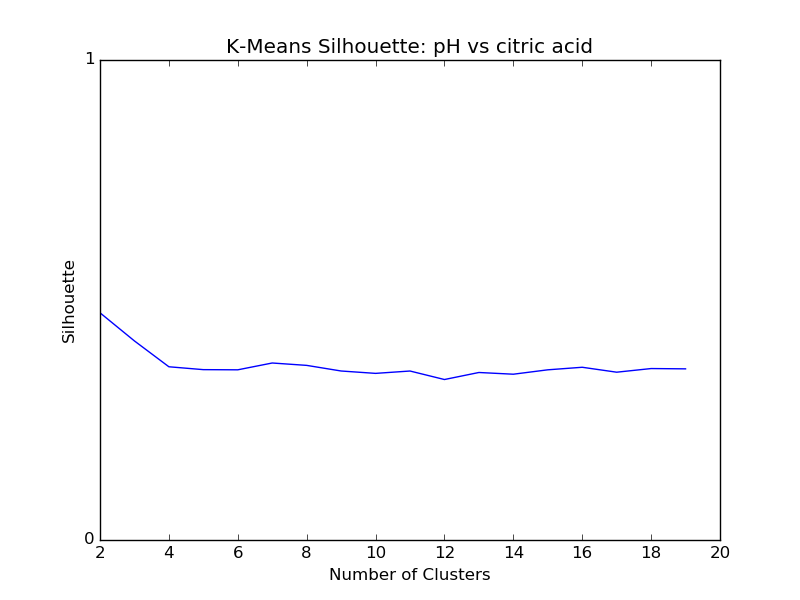 K-Means Silhouette: pH vs citric acid
1
Silhouette
0
2 4 6 8 10 12 14 16 18 20
Number of Clusters